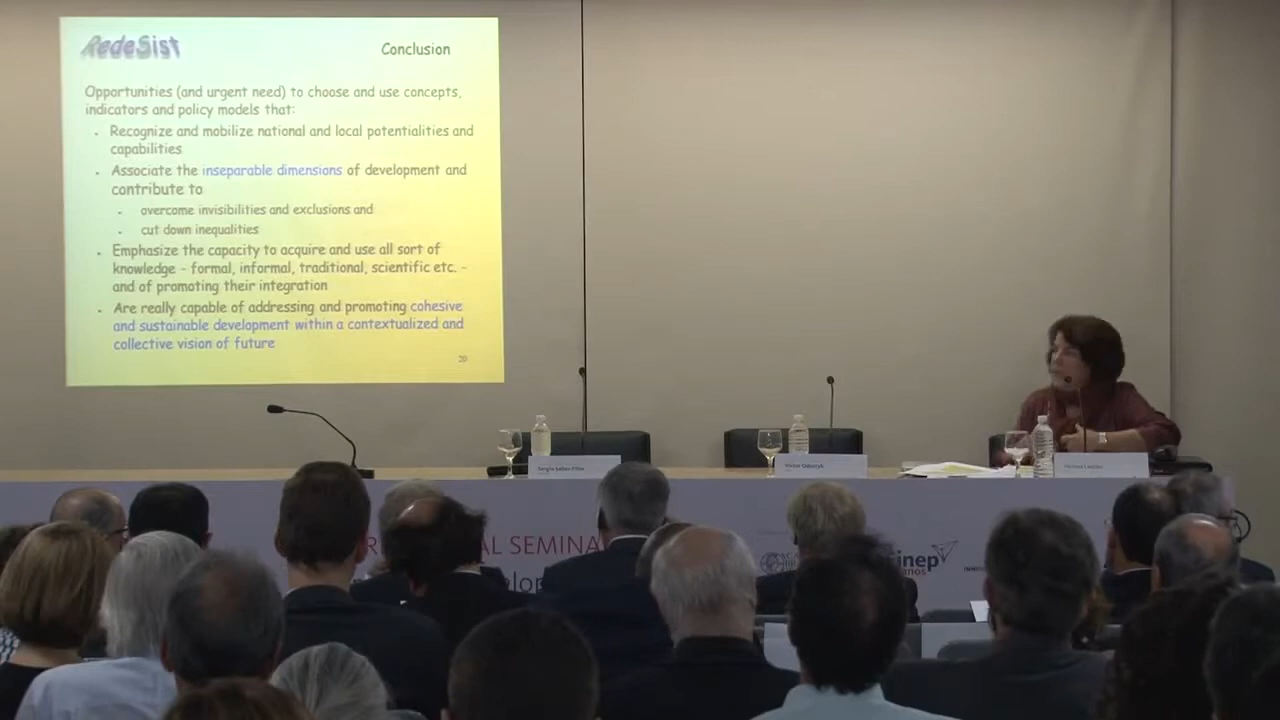 RedeSist
Conclusion
Opportunities (and urgent need) to choose and use concepts,
indicators and policy models that:
Recognize and mobilize national and local potentialities and
capabilities
Associate the inseparable dimensions of development and
contribute to
overcome invisibilities and exclusions and
cut down inequalities
Emphasize the capacity to acquire and use all sort of
knowledge - formal, informal, traditional, scientific etc. -
and of promoting their integration
Are really capable of addressing and promoting cohesive
and sustainable development within a contextualized and
collective vision of future
20
AL SEMINA
inep
anos